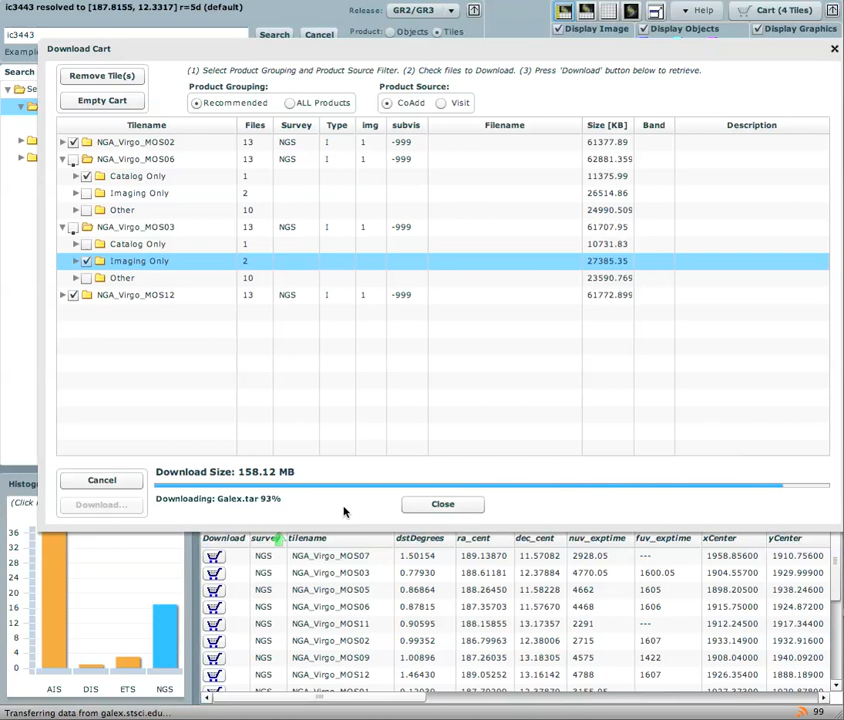 ic3443 resolved to [187.8155, 12.3317] r=5d (default)
Release: GR2/GR3
Help
Cart (4 Tiles)
ic3443
Search
Cancel
Product: Objects Tiles
Display Image
Display Objects
Display Graphics
Download Cart
Search
Remove Tile(s)
Empty Cart
(1) Select Product Grouping and Product Source Filter. (2) Check files to Download. (3) Press 'Download' button below to retrieve.
Product Grouping:
Recommended ALL Products
Product Source:
CoAdd Visit
Tilename Files Survey Type img subvis Filename Size [KB] Band Description
NGA_Virgo_MOS02 13 NGS I 1 -999 61377.89
NGA_Virgo_MOS06 13 NGS I 1 -999 62881.359
Catalog Only 1 11375.99
Imaging Only 2 26514.86
Other 10 24990.509
NGA_Virgo_MOS03 13 NGS I 1 -999 61707.95
Catalog Only 1 10731.83
Imaging Only 2 27385.35
Other 10 23590.769
NGA_Virgo_MOS12 13 NGS I 1 -999 61772.899
Cancel
Download...
Download Size: 158.12 MB
Downloading: Galex.tar 93%
Close
36
32
28
24
20
16
12
8
4
0
AIS DIS ETS NGS
Download survey tilename dstDegrees ra_cent dec_cent nuv_exptime fuv_exptime xCenter yCenter
NGS NGA_Virgo_MOS07 1.50154 189.13870 11.57082 2928.05 --- 1958.85600 1910.75600
NGS NGA_Virgo_MOS03 0.77930 188.61181 12.37884 4770.05 1600.05 1904.55700 1929.99900
NGS NGA_Virgo_MOS05 0.86864 188.26450 11.58228 4662 1605 1898.20500 1938.24600
NGS NGA_Virgo_MOS06 0.87815 187.35703 11.57670 4468 1606 1915.75000 1924.87200
NGS NGA_Virgo_MOS11 0.90595 188.15855 13.17357 2291 --- 1912.24500 1917.34400
NGS NGA_Virgo_MOS02 0.99352 186.79963 12.38006 2715 1607 1933.14900 1932.91600
NGS NGA_Virgo_MOS09 1.00896 187.26035 13.18305 4575 1422 1908.04000 1940.09200
NGS NGA_Virgo_MOS12 1.46430 189.05252 13.16142 4788 1607 1926.35400 1888.18900
Transferring data from galex.stsci.edu...
99